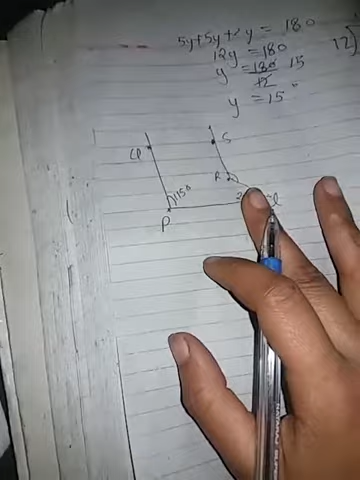 5y+5y+2y = 180
12y = 180
12)
y = 180 15
12
y = 15°
S
R
115°
P